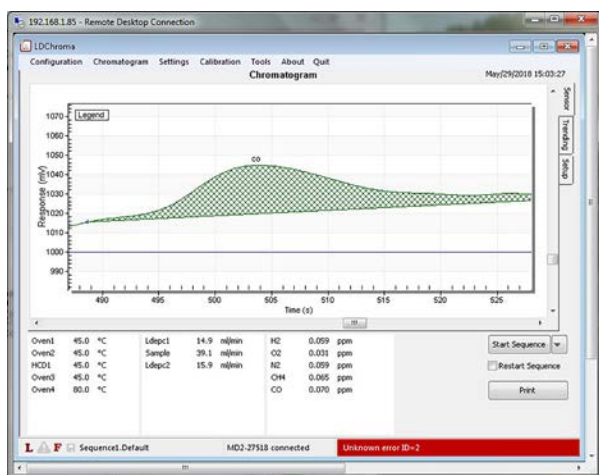 192.168.1.85 - Remote Desktop Connection
LDChroma
Configuration Chromatogram Settings Calibration Tools About Quit
Chromatogram May/29/2018 15:03:27
Legend
CO
Response (mV)
1070
1060
1050
1040
1030
1020
1010
1000
990
980
490 495 500 505 510 515 520 525
Time (s)
Sensor
Trending
Setup
Oven1 45.0 °C Ldepc1 14.9 ml/min H2 0.059 ppm
Oven2 45.0 °C Sample 39.1 ml/min O2 0.031 ppm
HCD1 45.0 °C Ldepc2 15.9 ml/min N2 0.059 ppm
Oven3 45.0 °C CH4 0.065 ppm
Oven4 80.0 °C CO 0.070 ppm
Start Sequence
Restart Sequence
Print
L F Sequence1.Default MD2-27518 connected Unknown error ID=2